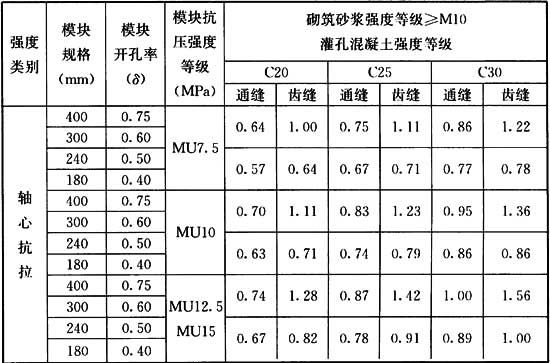 强度类别 模块规格(mm) 模块开孔率(δ) 模块抗压强度等级(MPa) 砌筑砂浆强度等级≥M10
灌孔混凝土强度等级
C20 C25 C30
通缝 齿缝 通缝 齿缝 通缝 齿缝
轴心抗拉
400 0.75 MU7.5 0.64 1.00 0.75 1.11 0.86 1.22
300 0.60
240 0.50 0.57 0.64 0.67 0.71 0.77 0.78
180 0.40
400 0.75 MU10 0.70 1.11 0.83 1.23 0.95 1.36
300 0.60
240 0.50 0.63 0.71 0.74 0.79 0.86 0.86
180 0.40
400 0.75 MU12.5 0.74 1.28 0.87 1.42 1.00 1.56
300 0.60
240 0.50 MU15 0.67 0.82 0.78 0.91 0.89 1.00
180 0.40